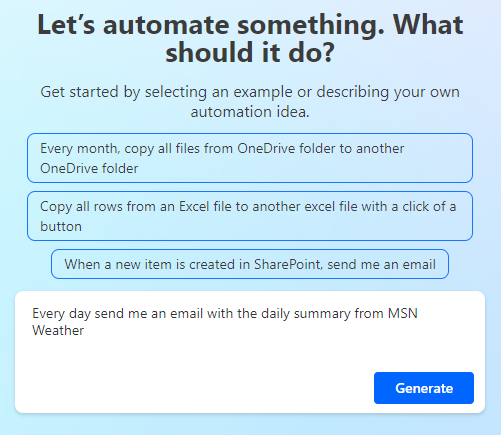 Let’s automate something. What
should it do?
Get started by selecting an example or describing your own
automation idea.
Every month, copy all files from OneDrive folder to another
OneDrive folder
Copy all rows from an Excel file to another excel file with a click of a
button
When a new item is created in SharePoint, send me an email
Every day send me an email with the daily summary from MSN
Weather
Generate